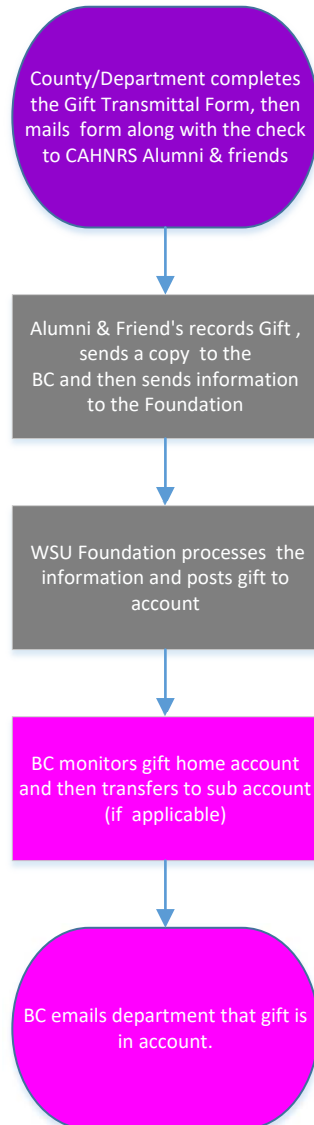 County/Department completes
the Gift Transmittal Form, then
mails form along with the check
to CAHNRS Alumni & friends
Alumni & Friend's records Gift ,
sends a copy to the
BC and then sends information
to the Foundation
WSU Foundation processes the
information and posts gift to
account
BC monitors gift home account
and then transfers to sub account
(if applicable)
BC emails department that gift is
in account.